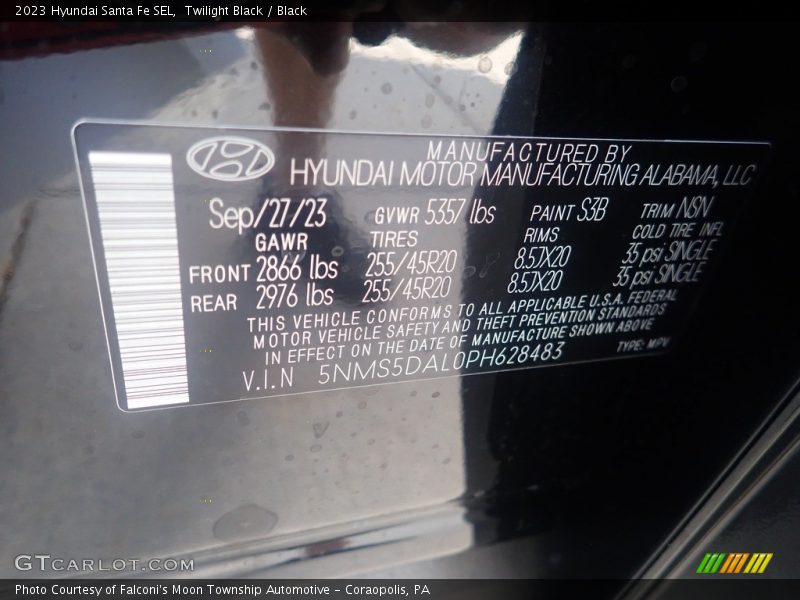 2023 Hyundai Santa Fe SEL, Twilight Black / Black
MANUFACTURED BY
HYUNDAI MOTOR MANUFACTURING ALABAMA, LLC
Sep/27/23 GVWR 5357 lbs PAINT S3B TRIM NSN
GAWR TIRES RIMS COLD TIRE INFL
FRONT 2866 lbs 255/45R20 8.5JX20 35 psi SINGLE
REAR 2976 lbs 255/45R20 8.5JX20 35 psi SINGLE
THIS VEHICLE CONFORMS TO ALL APPLICABLE U.S.A. FEDERAL
MOTOR VEHICLE SAFETY AND THEFT PREVENTION STANDARDS
IN EFFECT ON THE DATE OF MANUFACTURE SHOWN ABOVE
V.I.N 5NMS5DAL0PH628483 TYPE: MPV
GTCARLOT.COM
Photo Courtesy of Falconi's Moon Township Automotive - Coraopolis, PA